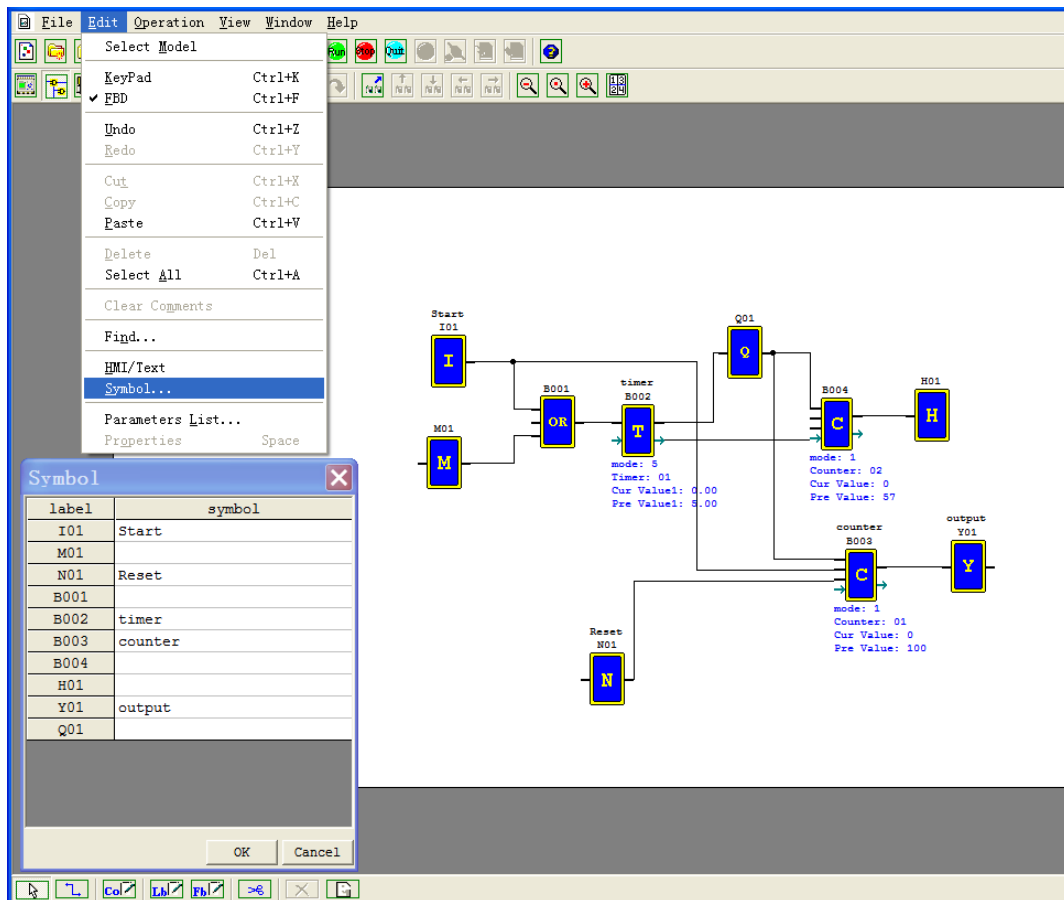 File Edit Operation View Window Help
Select Model
Run Stop Quit
KeyPad Ctrl+K
FBD Ctrl+F
Undo Ctrl+Z
Redo Ctrl+Y
Cut Ctrl+X
Copy Ctrl+C
Paste Ctrl+V
Delete Del
Select All Ctrl+A
Clear Comments
Find...
HMI/Text
Symbol...
Parameters List...
Properties Space
Start
I01
I
M01
M
B001
OR
timer
B002
T
mode: 5
Timer: 01
Cur Value1: 0.00
Pre Value1: 5.00
Q01
Q
B004
C
mode: 1
Counter: 02
Cur Value: 0
Pre Value: 57
H01
H
counter
B003
C
mode: 1
Counter: 01
Cur Value: 0
Pre Value: 100
output
Y01
Y
Reset
N01
N
Symbol
label symbol
I01 Start
M01
N01 Reset
B001
B002 timer
B003 counter
B004
H01
Y01 output
Q01
OK Cancel
Co Lb Fb